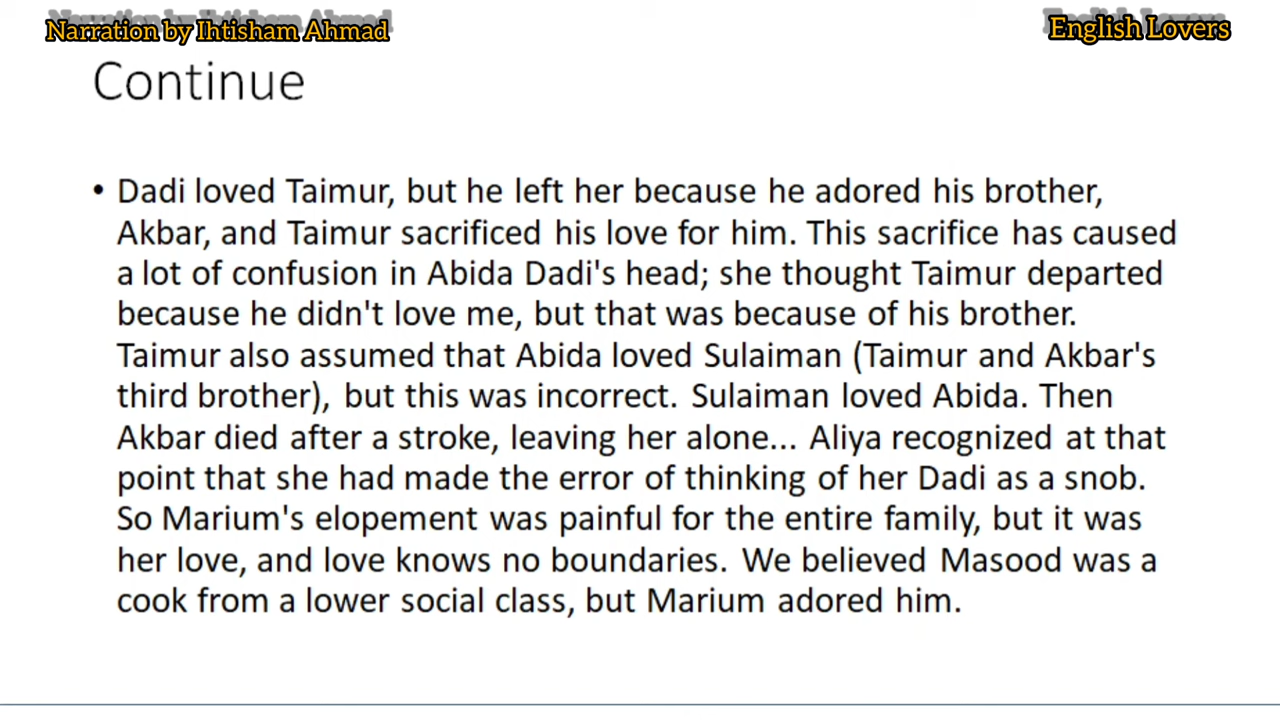 Narration by Ihtisham Ahmad
English Lovers
Continue
• Dadi loved Taimur, but he left her because he adored his brother,
Akbar, and Taimur sacrificed his love for him. This sacrifice has caused
a lot of confusion in Abida Dadi's head; she thought Taimur departed
because he didn't love me, but that was because of his brother.
Taimur also assumed that Abida loved Sulaiman (Taimur and Akbar's
third brother), but this was incorrect. Sulaiman loved Abida. Then
Akbar died after a stroke, leaving her alone... Aliya recognized at that
point that she had made the error of thinking of her Dadi as a snob.
So Marium's elopement was painful for the entire family, but it was
her love, and love knows no boundaries. We believed Masood was a
cook from a lower social class, but Marium adored him.